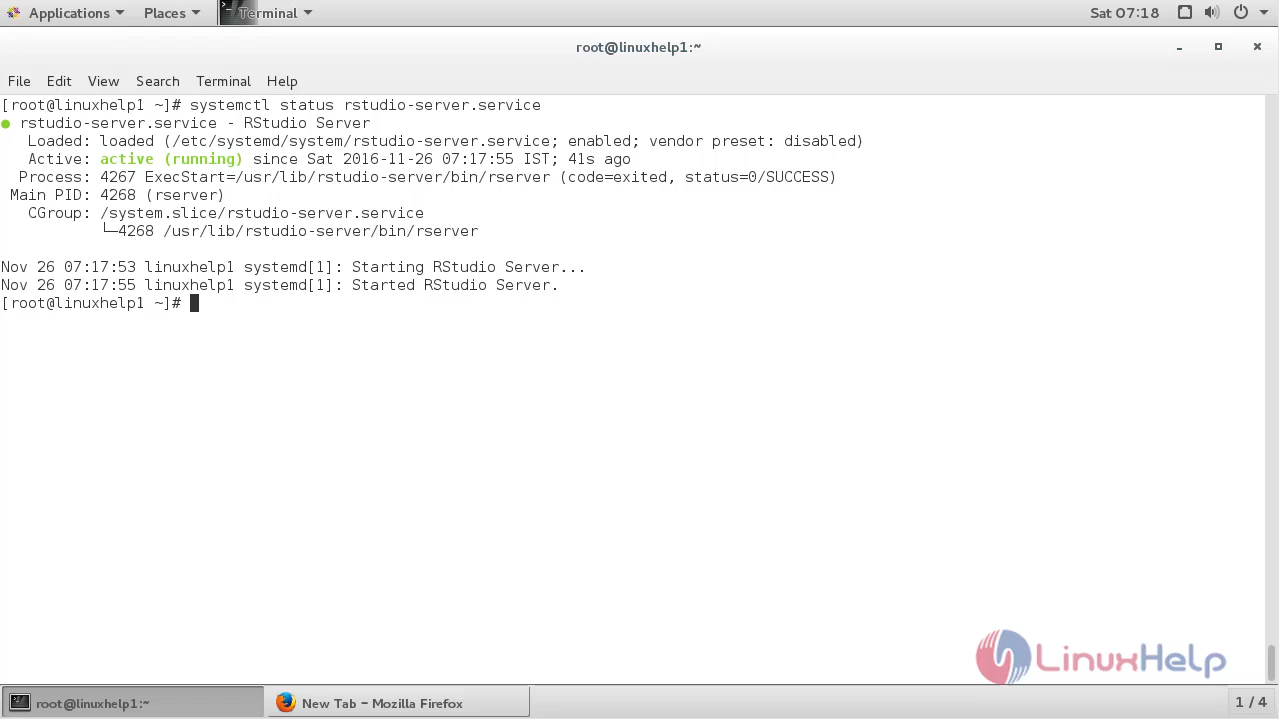 Applications Places Terminal Sat 07:18
root@linuxhelp1:~
File Edit View Search Terminal Help
[root@linuxhelp1 ~]# systemctl status rstudio-server.service
● rstudio-server.service - RStudio Server
   Loaded: loaded (/etc/systemd/system/rstudio-server.service; enabled; vendor preset: disabled)
   Active: active (running) since Sat 2016-11-26 07:17:55 IST; 41s ago
  Process: 4267 ExecStart=/usr/lib/rstudio-server/bin/rserver (code=exited, status=0/SUCCESS)
 Main PID: 4268 (rserver)
   CGroup: /system.slice/rstudio-server.service
           └─4268 /usr/lib/rstudio-server/bin/rserver
Nov 26 07:17:53 linuxhelp1 systemd[1]: Starting RStudio Server...
Nov 26 07:17:55 linuxhelp1 systemd[1]: Started RStudio Server.
[root@linuxhelp1 ~]#
LinuxHelp
root@linuxhelp1:~ New Tab - Mozilla Firefox 1 / 4